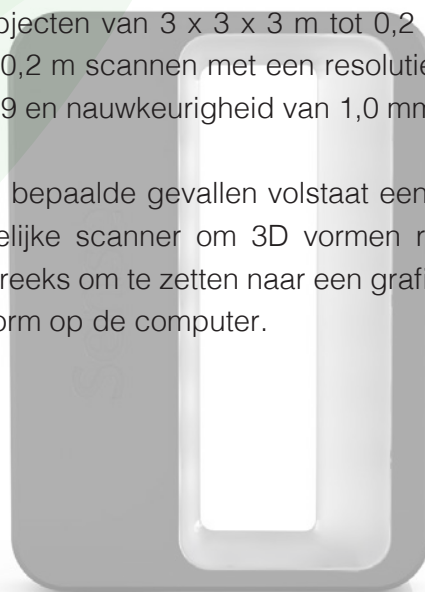 bjecten van 3 x 3 x 3 m tot 0,2
0,2 m scannen met een resolutie
9 en nauwkeurigheid van 1,0 mm
bepaalde gevallen volstaat een
elijke scanner om 3D vormen r
reeks om te zetten naar een grafi
orm op de computer.